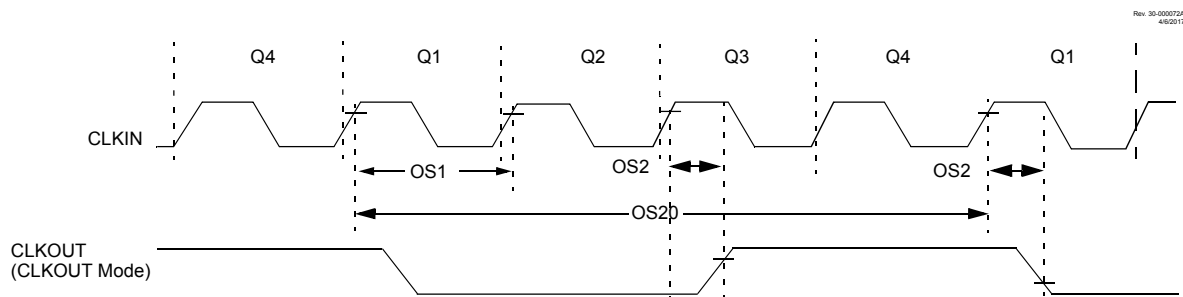 Rev. 30-000072A
4/6/2017
Q4 Q1 Q2 Q3 Q4 Q1
CLKIN
OS1 OS2 OS2
OS20
CLKOUT
(CLKOUT Mode)